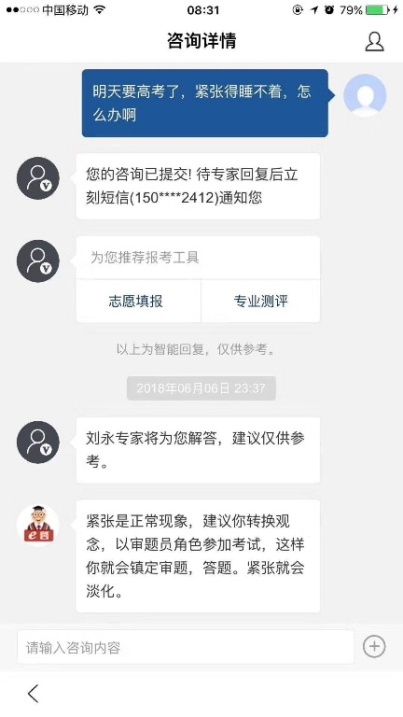 中国移动 08:31 79%
咨询详情
明天要高考了，紧张得睡不着，怎
么办啊
您的咨询已提交! 待专家回复后立
刻短信(150****2412)通知您
为您推荐报考工具
志愿填报 专业测评
以上为智能回复，仅供参考。
2018年06月06日 23:37
刘永专家将为您解答，建议仅供参
考。
紧张是正常现象，建议你转换观
念，以审题员角色参加考试，这样
你就会镇定审题，答题。紧张就会
淡化。
请输入咨询内容